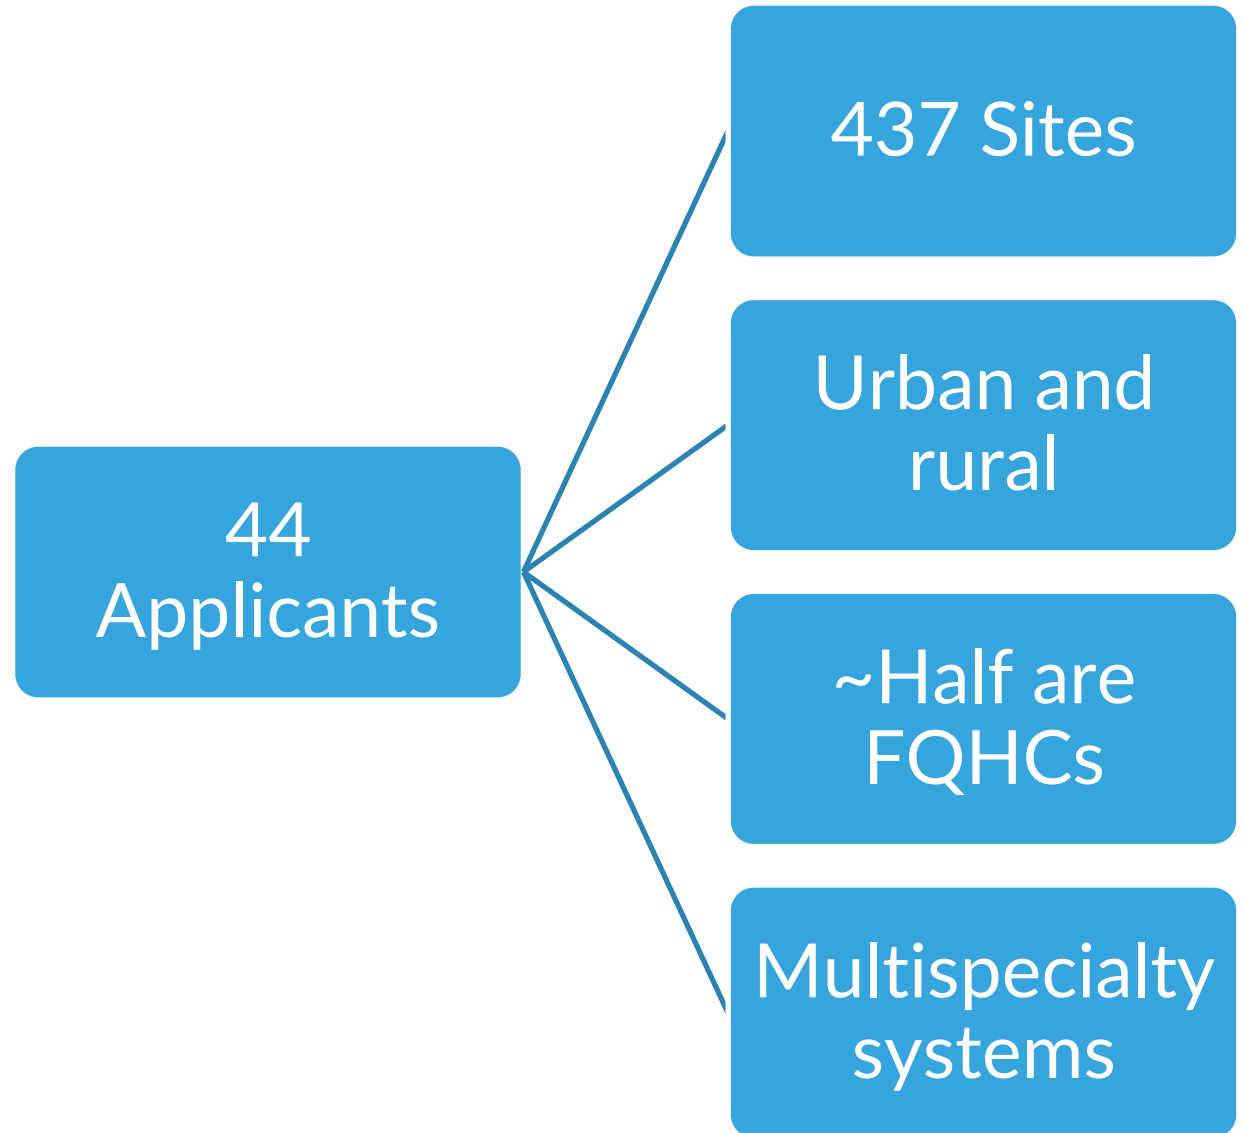 44
Applicants
437 Sites
Urban and
rural
~Half are
FQHCs
Multispecialty
systems